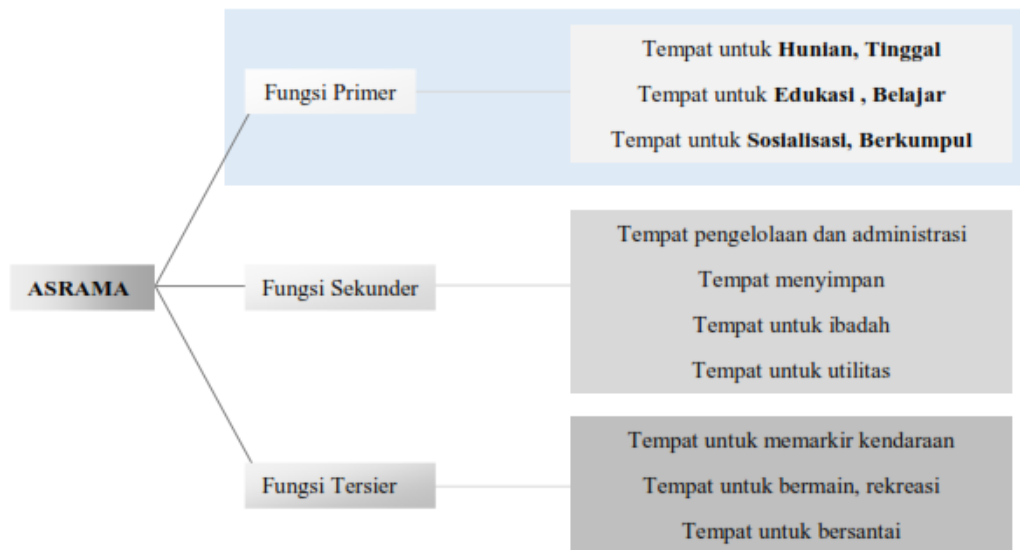 ASRAMA
Fungsi Primer
Tempat untuk Hunian, Tinggal
Tempat untuk Edukasi , Belajar
Tempat untuk Sosialisasi, Berkumpul
Fungsi Sekunder
Tempat pengelolaan dan administrasi
Tempat menyimpan
Tempat untuk ibadah
Tempat untuk utilitas
Fungsi Tersier
Tempat untuk memarkir kendaraan
Tempat untuk bermain, rekreasi
Tempat untuk bersantai